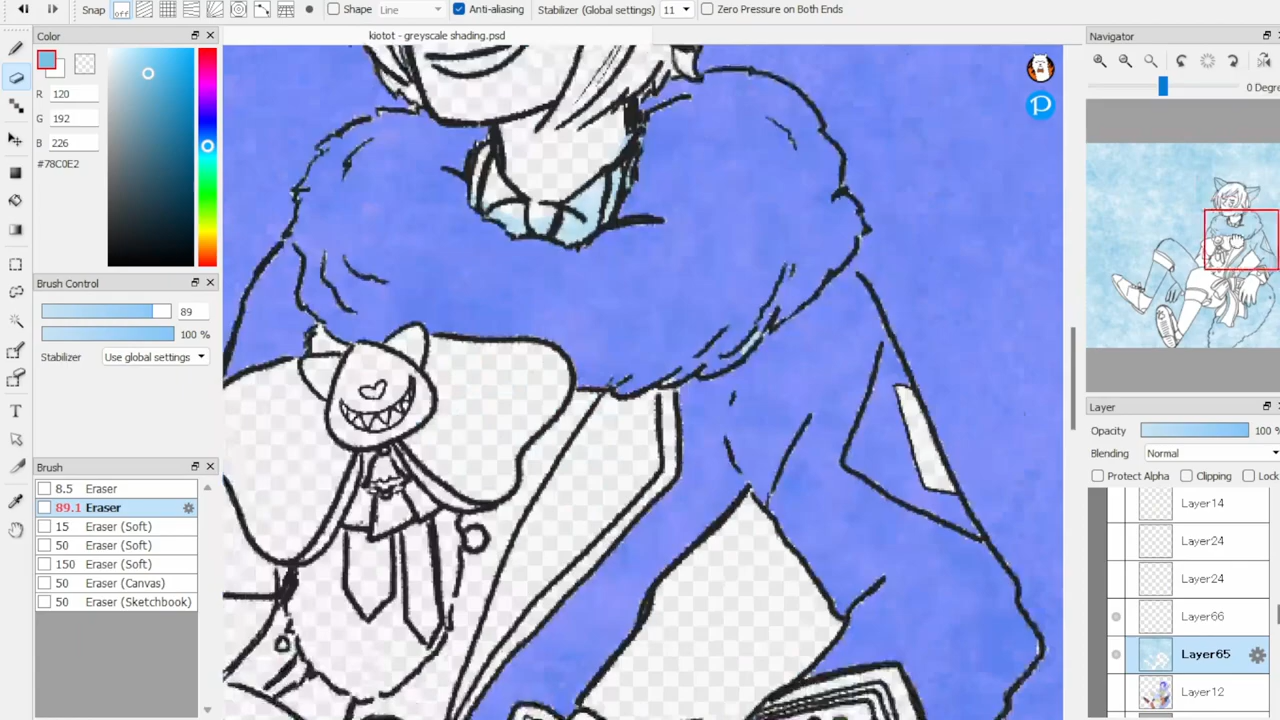 Snap
off
Shape
Line
Anti-aliasing
Stabilizer (Global settings)
11
Zero Pressure on Both Ends
kiotot - greyscale shading.psd
Color
R 120
G 192
B 226
#78C0E2
Brush Control
89
100 %
Stabilizer
Use global settings
Brush
8.5 Eraser
89.1 Eraser
15 Eraser (Soft)
50 Eraser (Soft)
150 Eraser (Soft)
50 Eraser (Canvas)
50 Eraser (Sketchbook)
T
P
Navigator
0 Degre
Layer
Opacity
100 %
Blending
Normal
Protect Alpha
Clipping
Lock
Layer14
Layer24
Layer24
Layer66
Layer65
Layer12